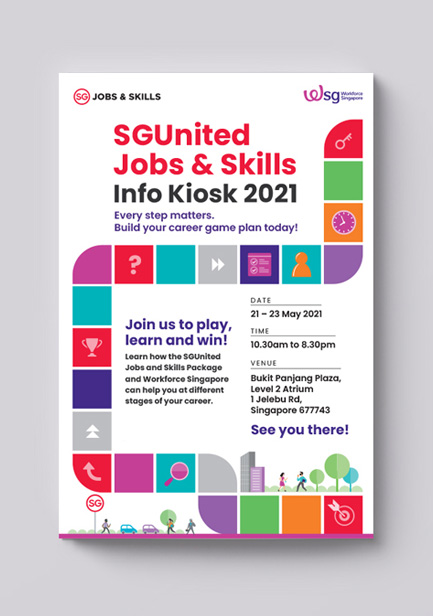 SG JOBS & SKILLS
wsg Workforce
Singapore
SGUnited
Jobs & Skills
Info Kiosk 2021
Every step matters.
Build your career game plan today!
?
Join us to play,
learn and win!
Learn how the SGUnited
Jobs and Skills Package
and Workforce Singapore
can help you at different
stages of your career.
DATE
21 – 23 May 2021
TIME
10.30am to 8.30pm
VENUE
Bukit Panjang Plaza,
Level 2 Atrium
1 Jelebu Rd,
Singapore 677743
See you there!
SG